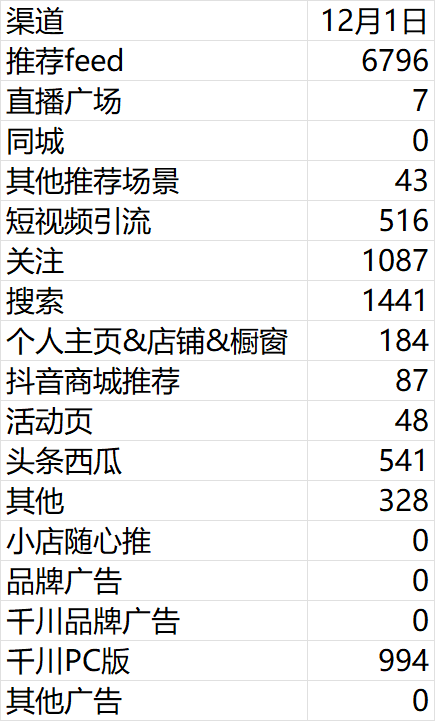 渠道 12月1日
推荐feed 6796
直播广场 7
同城 0
其他推荐场景 43
短视频引流 516
关注 1087
搜索 1441
个人主页&店铺&橱窗 184
抖音商城推荐 87
活动页 48
头条西瓜 541
其他 328
小店随心推 0
品牌广告 0
千川品牌广告 0
千川PC版 994
其他广告 0